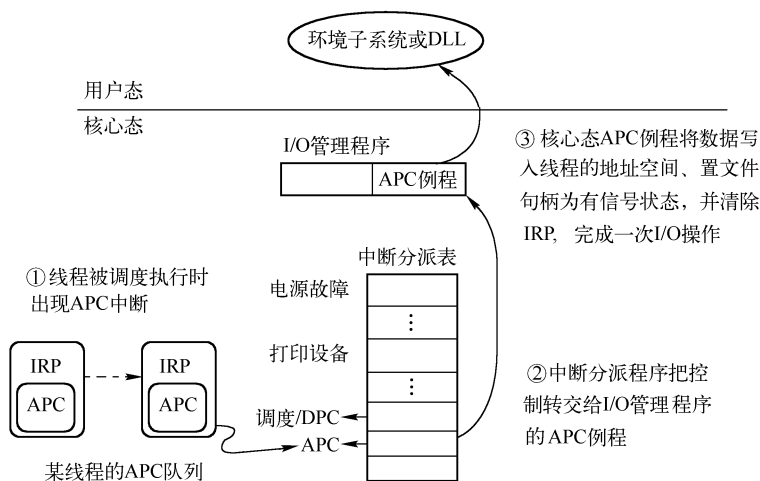 环境子系统或DLL
用户态
核心态
I/O管理程序
APC例程
③ 核心态APC例程将数据写
入线程的地址空间、置文件
句柄为有信号状态，并清除
IRP, 完成一次I/O操作
中断分派表
①线程被调度执行时
出现APC中断
电源故障
⋮
打印设备
⋮
IRP
APC
IRP
APC
调度/DPC
APC
②中断分派程序把控
制转交给I/O管理程序
的APC例程
某线程的APC队列